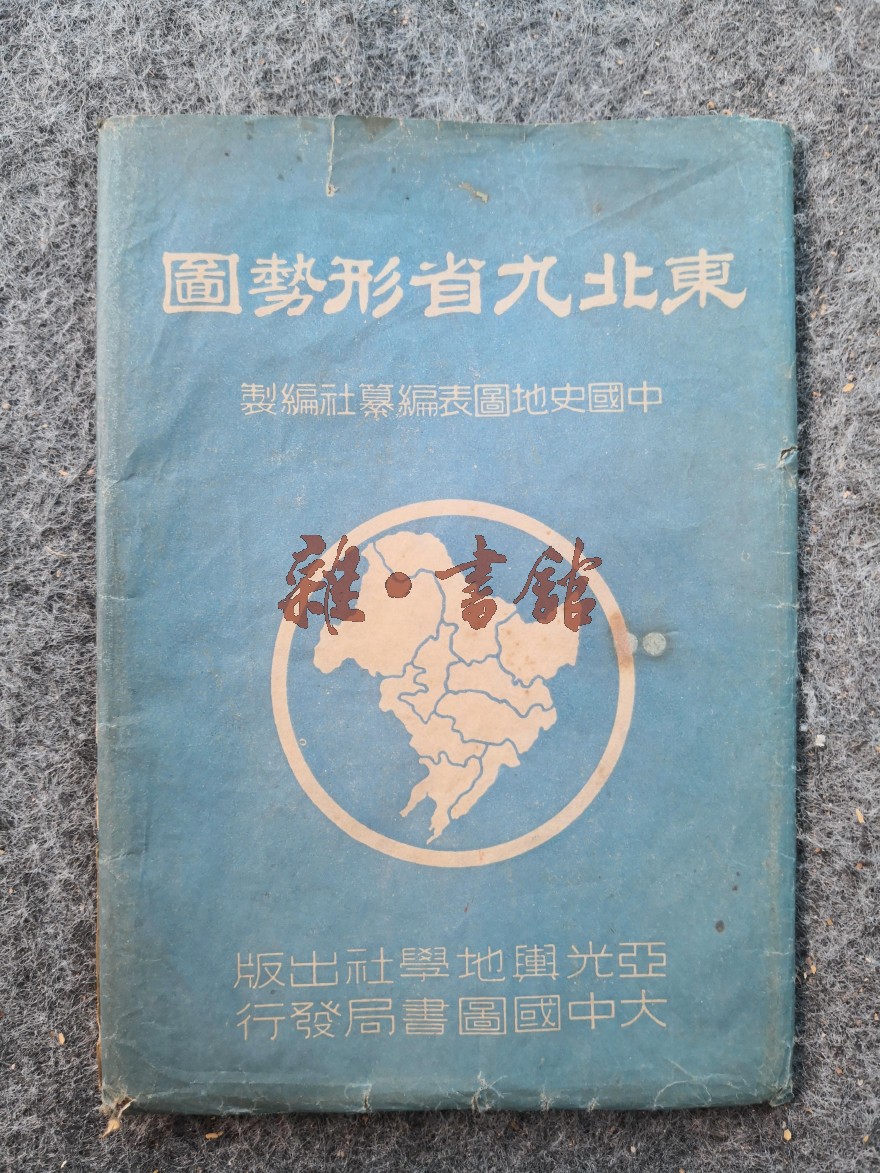 東北九省形勢圖
中國史地圖表編纂社編製
雜·書館
亞光輿地學社出版
大中國圖書局發行